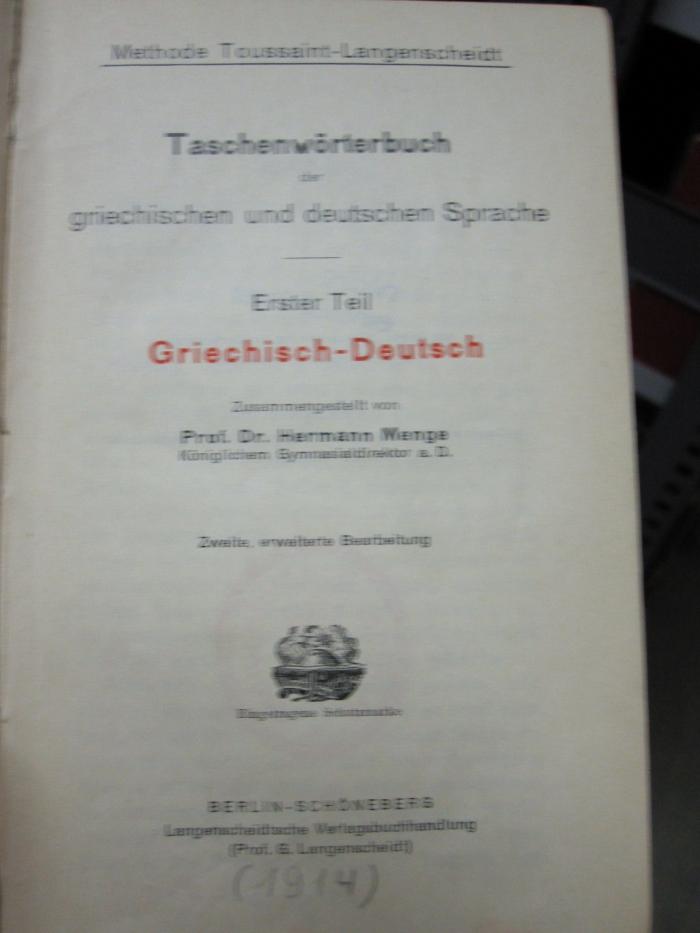 Methode Toussaint-Langenscheidt
Taschenwörterbuch
der
griechischen und deutschen Sprache
Erster Teil
Griechisch-Deutsch
Zusammengestellt von
Prof. Dr. Hermann Menge
Königlichem Gymnasialdirektor a. D.
Zweite, erweiterte Bearbeitung
Eingetragene Schutzmarke
BERLIN-SCHÖNEBERG
Langenscheidtsche Verlagsbuchhandlung
(Prof. G. Langenscheidt)
(1914)